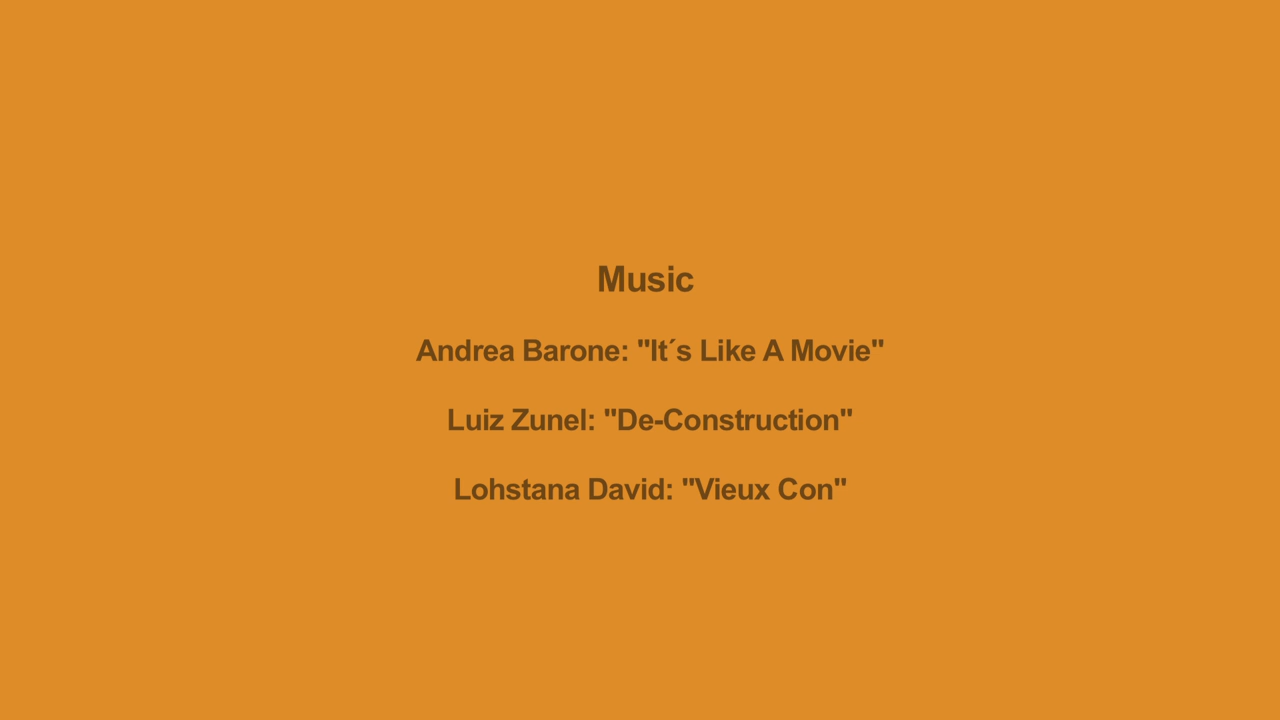 Music
Andrea Barone: "It´s Like A Movie"
Luiz Zunel: "De-Construction"
Lohstana David: "Vieux Con"